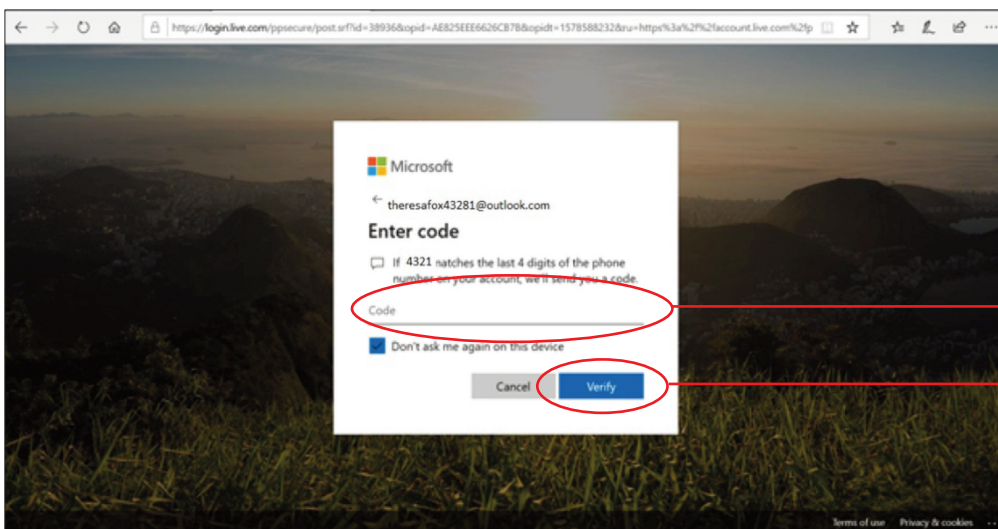 https://login.live.com/ppsecure/post.srf?id=38936&opid=AE825EEE6626CB7B&opidt=1578588232&ru=https%3a%2f%2faccount.live.com%2fp
Microsoft
theresafox43281@outlook.com
Enter code
If 4321 natches the last 4 digits of the phone
number on your account, we'll send you a code.
Code
Don't ask me again on this device
Cancel Verify
Terms of use Privacy & cookies